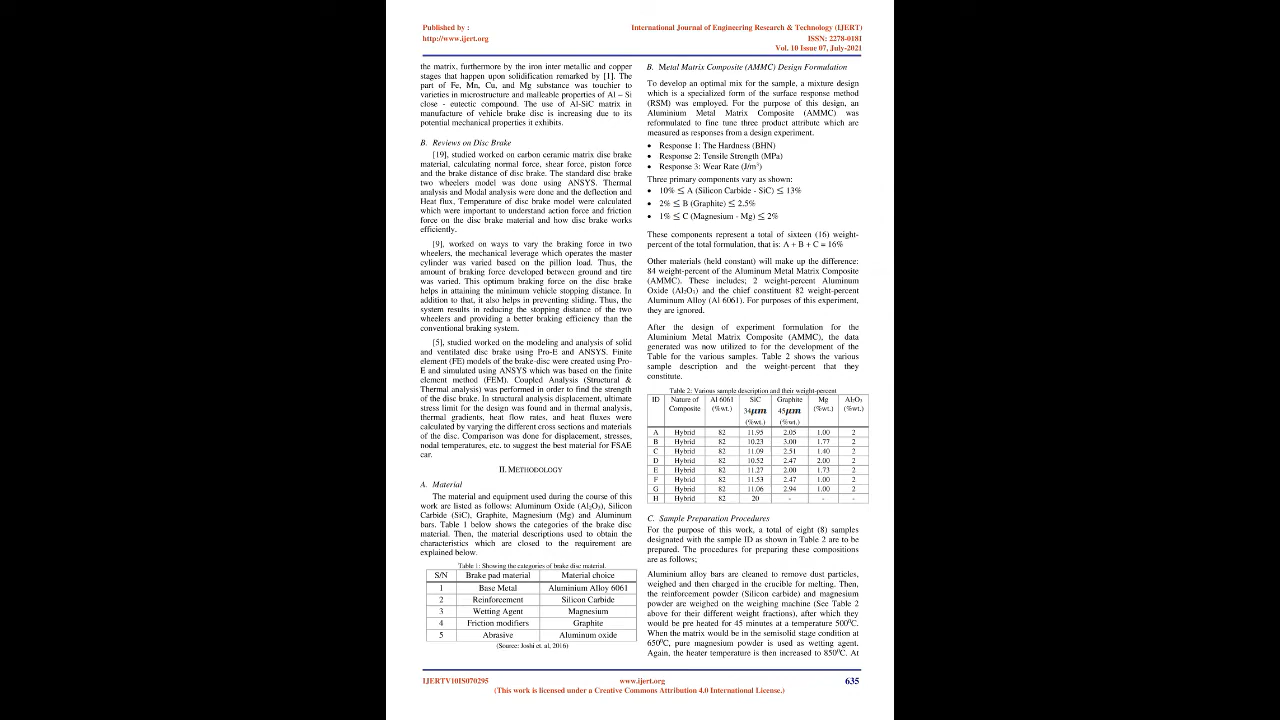 Published by :
http://www.ijert.org
International Journal of Engineering Research & Technology (IJERT)
ISSN: 2278-0181
Vol. 10 Issue 07, July-2021
the matrix, furthermore by the iron inter metallic and copper
stages that happen upon solidification remarked by [1]. The
part of Fe, Mn, Cu, and Mg substance was touchier to
varieties in microstructure and malleable properties of Al – Si
close - eutectic compound. The use of Al-SiC matrix in
manufacture of vehicle brake disc is increasing due to its
potential mechanical properties it exhibits.
B. Reviews on Disc Brake
[19], studied worked on carbon ceramic matrix disc brake
material, calculating normal force, shear force, piston force
and the brake distance of disc brake. The standard disc brake
two wheelers model was done using ANSYS. Thermal
analysis and Modal analysis were done and the deflection and
Heat flux, Temperature of disc brake model were calculated
which were important to understand action force and friction
force on the disc brake material and how disc brake works
efficiently.
[9], worked on ways to vary the braking force in two
wheelers, the mechanical leverage which operates the master
cylinder was varied based on the pillion load. Thus, the
amount of braking force developed between ground and tire
was varied. This optimum braking force on the disc brake
helps in attaining the minimum vehicle stopping distance. In
addition to that, it also helps in preventing sliding. Thus, the
system results in reducing the stopping distance of the two
wheelers and providing a better braking efficiency than the
conventional braking system.
[5], studied worked on the modeling and analysis of solid
and ventilated disc brake using Pro-E and ANSYS. Finite
element (FE) models of the brake-disc were created using Pro-
E and simulated using ANSYS which was based on the finite
element method (FEM). Coupled Analysis (Structural &
Thermal analysis) was performed in order to find the strength
of the disc brake. In structural analysis displacement, ultimate
stress limit for the design was found and in thermal analysis,
thermal gradients, heat flow rates, and heat fluxes were
calculated by varying the different cross sections and materials
of the disc. Comparison was done for displacement, stresses,
nodal temperatures, etc. to suggest the best material for FSAE
car.
II. METHODOLOGY
A. Material
The material and equipment used during the course of this
work are listed as follows: Aluminum Oxide (Al₂O₃), Silicon
Carbide (SiC), Graphite, Magnesium (Mg) and Aluminum
bars. Table 1 below shows the categories of the brake disc
material. Then, the material descriptions used to obtain the
characteristics which are closed to the requirement are
explained below.
Table 1: Showing the categories of brake disc material.
S/N Brake pad material Material choice
1 Base Metal Aluminium Alloy 6061
2 Reinforcement Silicon Carbide
3 Wetting Agent Magnesium
4 Friction modifiers Graphite
5 Abrasive Aluminum oxide
(Source: Joshi et. al, 2016)
B. Metal Matrix Composite (AMMC) Design Formulation
To develop an optimal mix for the sample, a mixture design
which is a specialized form of the surface response method
(RSM) was employed. For the purpose of this design, an
Aluminium Metal Matrix Composite (AMMC) was
reformulated to fine tune three product attribute which are
measured as responses from a design experiment.
• Response 1: The Hardness (BHN)
• Response 2: Tensile Strength (MPa)
• Response 3: Wear Rate (J/m³)
Three primary components vary as shown:
• 10% ≤ A (Silicon Carbide - SiC) ≤ 13%
• 2% ≤ B (Graphite) ≤ 2.5%
• 1% ≤ C (Magnesium - Mg) ≤ 2%
These components represent a total of sixteen (16) weight-
percent of the total formulation, that is: A + B + C = 16%
Other materials (held constant) will make up the difference:
84 weight-percent of the Aluminum Metal Matrix Composite
(AMMC). These includes; 2 weight-percent Aluminum
Oxide (Al₂O₃) and the chief constituent 82 weight-percent
Aluminum Alloy (Al 6061). For purposes of this experiment,
they are ignored.
After the design of experiment formulation for the
Aluminium Metal Matrix Composite (AMMC), the data
generated was now utilized to for the development of the
Table for the various samples. Table 2 shows the various
sample description and the weight-percent that they
constitute.
Table 2: Various sample description and their weight-percent
ID Nature of Al 6061 SiC Graphite Mg Al₂O₃
Composite (%wt.) 34μm 45μm (%wt.) (%wt.)
(%wt.) (%wt.)
A Hybrid 82 11.95 2.05 1.00 2
B Hybrid 82 10.23 3.00 1.77 2
C Hybrid 82 11.09 2.51 1.40 2
D Hybrid 82 10.52 2.47 2.00 2
E Hybrid 82 11.27 2.00 1.73 2
F Hybrid 82 11.53 2.47 1.00 2
G Hybrid 82 11.06 2.94 1.00 2
H Hybrid 82 20 - - -
C. Sample Preparation Procedures
For the purpose of this work, a total of eight (8) samples
designated with the sample ID as shown in Table 2 are to be
prepared. The procedures for preparing these compositions
are as follows;
Aluminium alloy bars are cleaned to remove dust particles,
weighed and then charged in the crucible for melting. Then,
the reinforcement powder (Silicon carbide) and magnesium
powder are weighed on the weighing machine (See Table 2
above for their different weight fractions), after which they
would be pre heated for 45 minutes at a temperature 500⁰C.
When the matrix would be in the semisolid stage condition at
650⁰C, pure magnesium powder is used as wetting agent.
Again, the heater temperature is then increased to 850⁰C. At
IJERTV10IS070295
www.ijert.org
635
(This work is licensed under a Creative Commons Attribution 4.0 International License.)